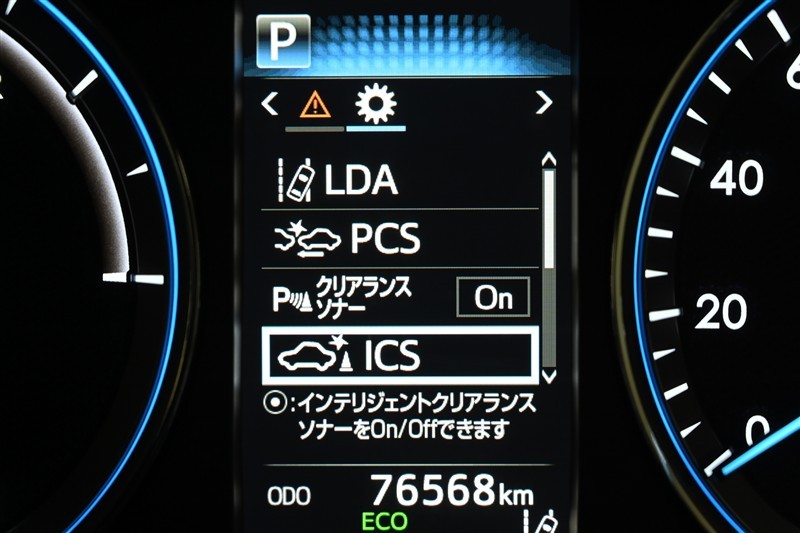 P
LDA
PCS
P
クリアランス
ソナー
On
ICS
:インテリジェントクリアランス
ソナーをOn/Offできます
ODO 76568km
ECO
40
20
0